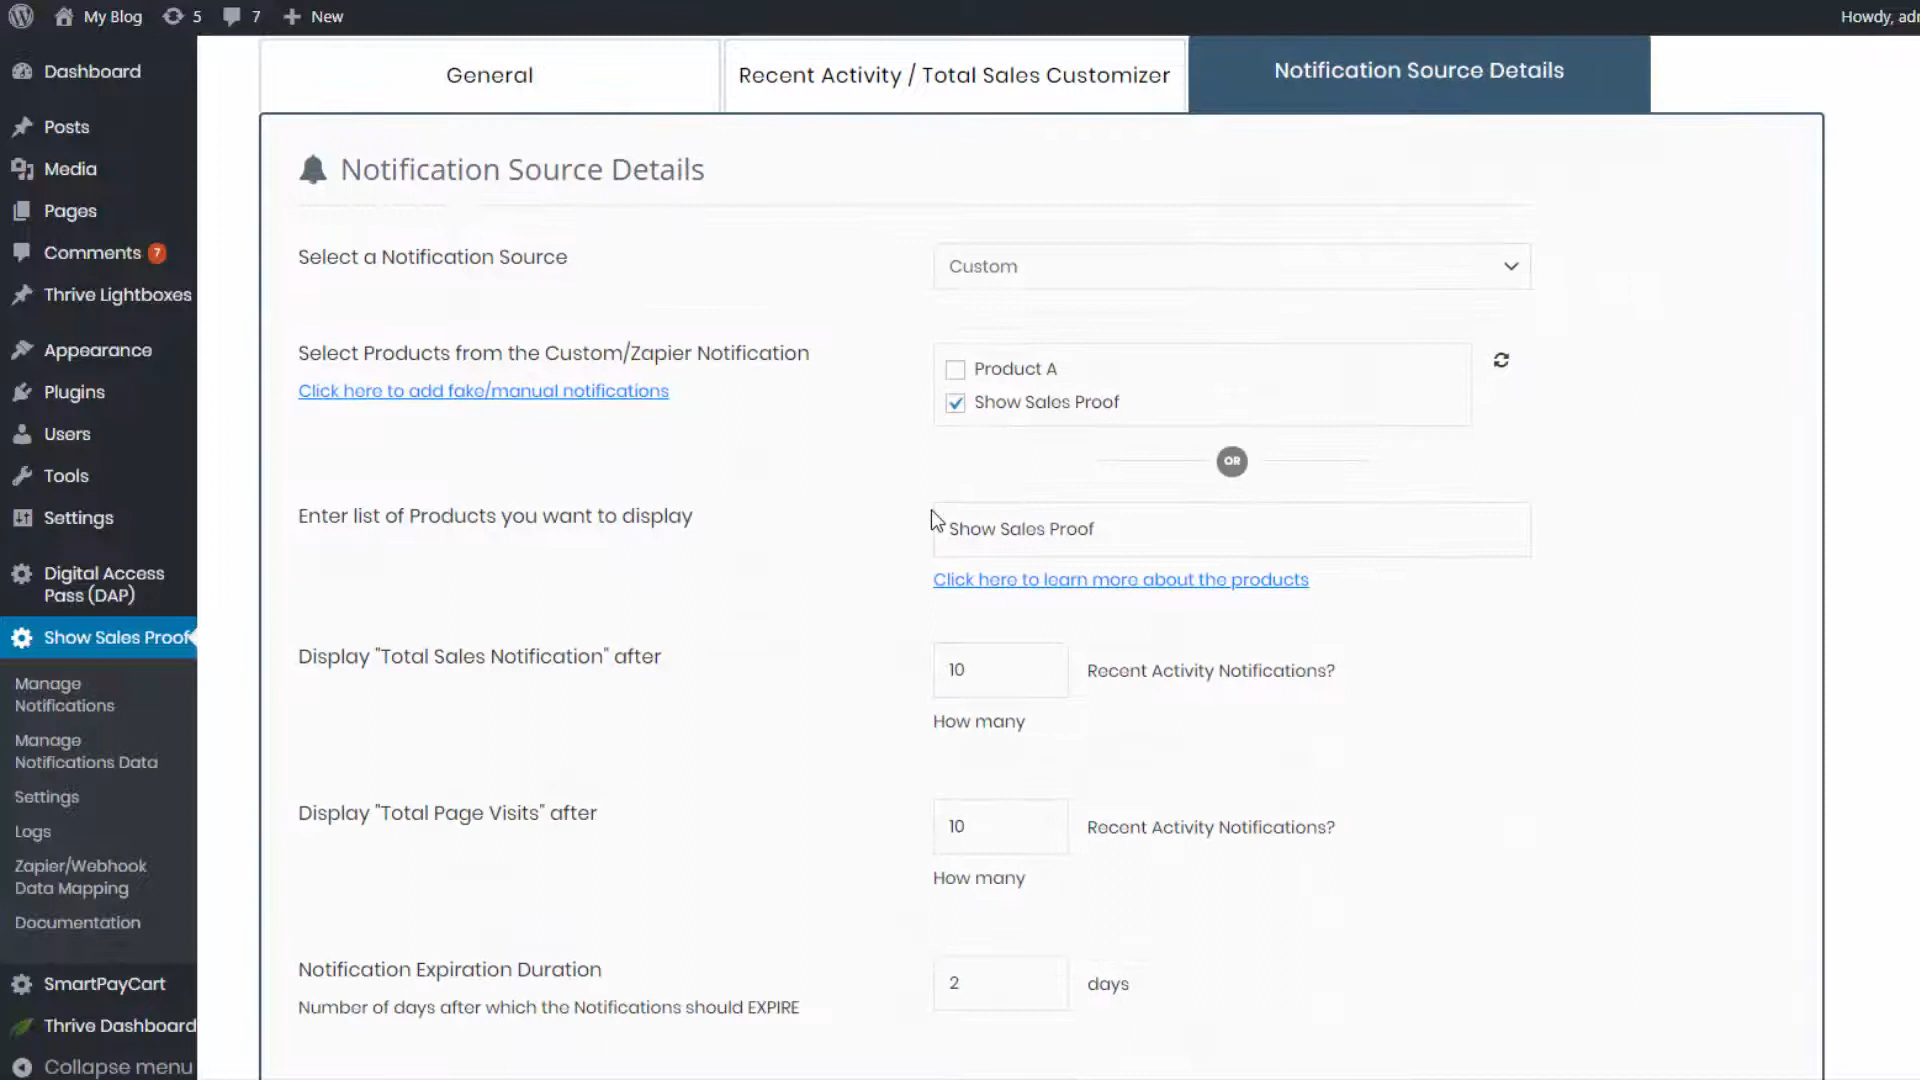 My Blog 5 7 New Howdy,
Dashboard
Posts
Media
Pages
Comments 7
Thrive Lightboxes
Appearance
Plugins
Users
Tools
Settings
Digital Access
Pass (DAP)
Show Sales Proof
Manage
Notifications
Manage
Notifications Data
Settings
Logs
Zapier/Webhook
Data Mapping
Documentation
SmartPayCart
Thrive Dashboard
Collapse menu
General
Recent Activity / Total Sales Customizer
Notification Source Details
Notification Source Details
Select a Notification Source
Custom
Select Products from the Custom/Zapier Notification
Click here to add fake/manual notifications
Product A
Show Sales Proof
OR
Enter list of Products you want to display
Show Sales Proof
Click here to learn more about the products
Display "Total Sales Notification" after
10 Recent Activity Notifications?
How many
Display "Total Page Visits" after
10 Recent Activity Notifications?
How many
Notification Expiration Duration
Number of days after which the Notifications should EXPIRE
2 days